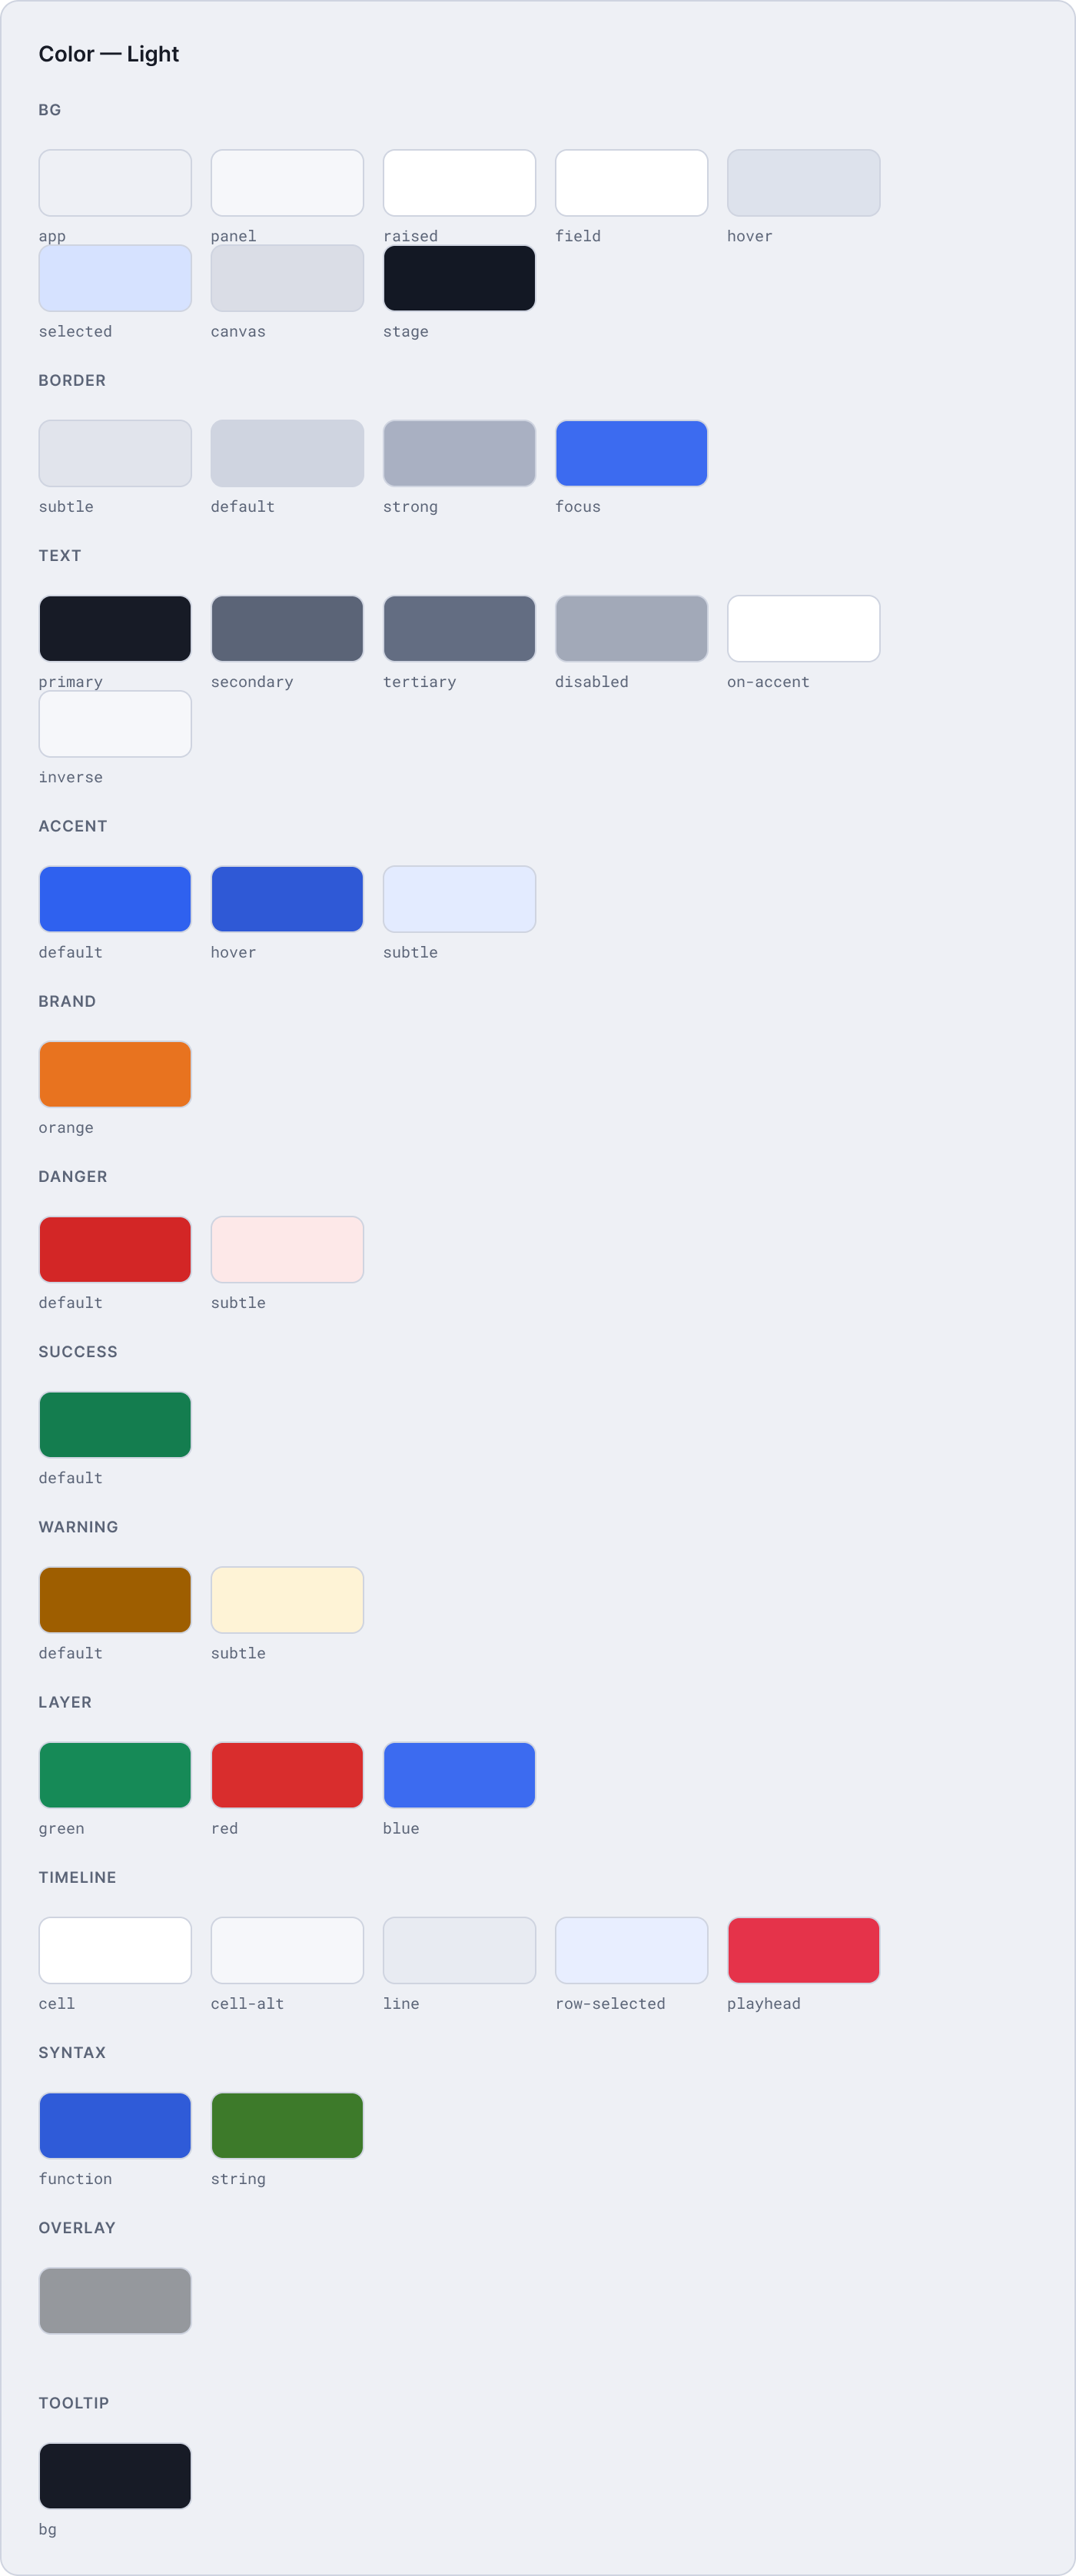 Color — Light
BG
app panel raised field hover
selected canvas stage
BORDER
subtle default strong focus
TEXT
primary secondary tertiary disabled on-accent
inverse
ACCENT
default hover subtle
BRAND
orange
DANGER
default subtle
SUCCESS
default
WARNING
default subtle
LAYER
green red blue
TIMELINE
cell cell-alt line row-selected playhead
SYNTAX
function string
OVERLAY
TOOLTIP
bg